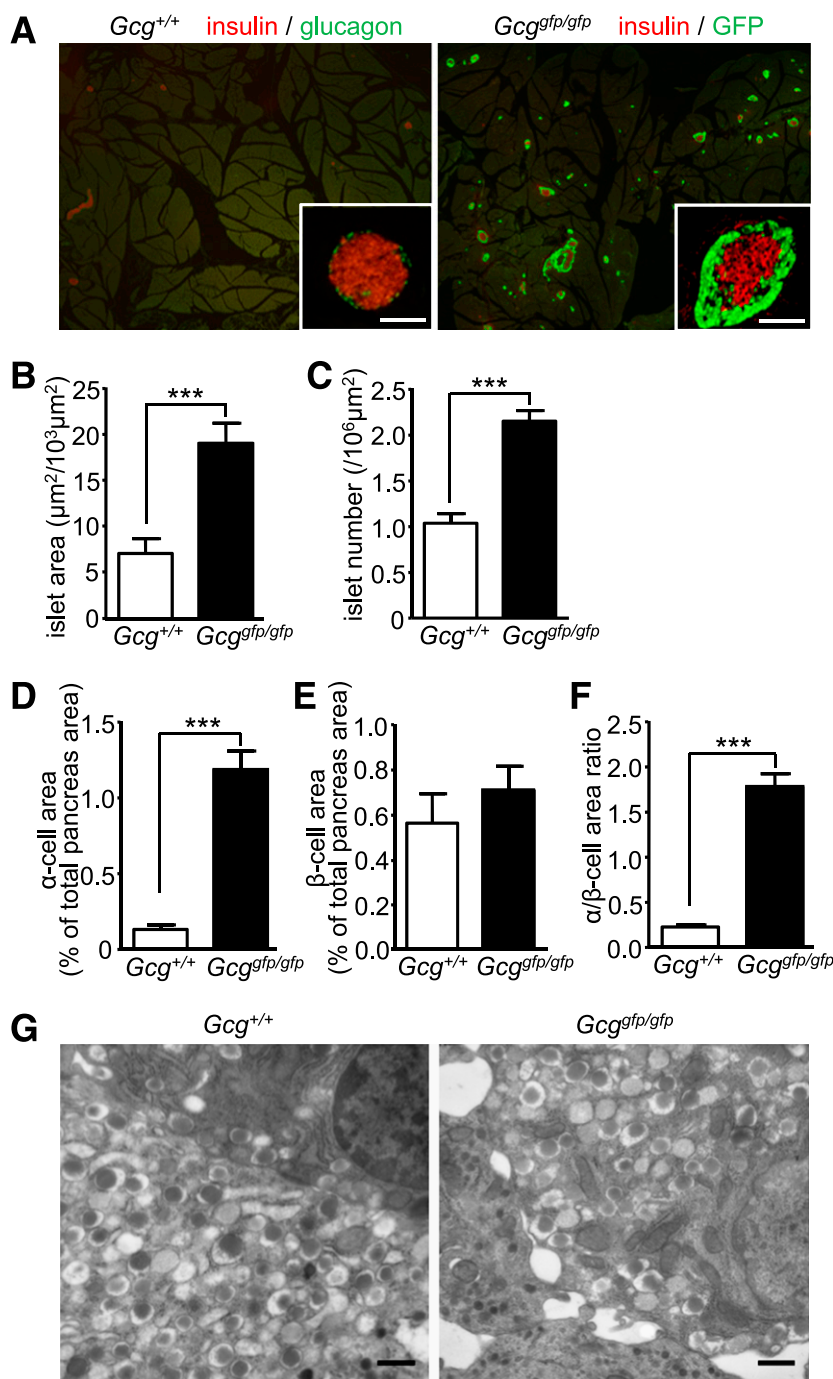 A
Gcg+/+ insulin / glucagon
Gcggfp/gfp insulin / GFP
B
islet area (µm²/10³µm²)
25
20
15
10
5
0
***
Gcg+/+
Gcggfp/gfp
C
islet number (/10⁶µm²)
2.5
2.0
1.5
1.0
0.5
0
***
Gcg+/+
Gcggfp/gfp
D
α-cell area
(% of total pancreas area)
1.5
1.0
0.5
0
***
Gcg+/+
Gcggfp/gfp
E
β-cell area
(% of total pancreas area)
1.0
0.8
0.6
0.4
0.2
0.0
Gcg+/+
Gcggfp/gfp
F
α/β-cell area ratio
2.5
2.0
1.5
1.0
0.5
0.0
***
Gcg+/+
Gcggfp/gfp
G
Gcg+/+
Gcggfp/gfp